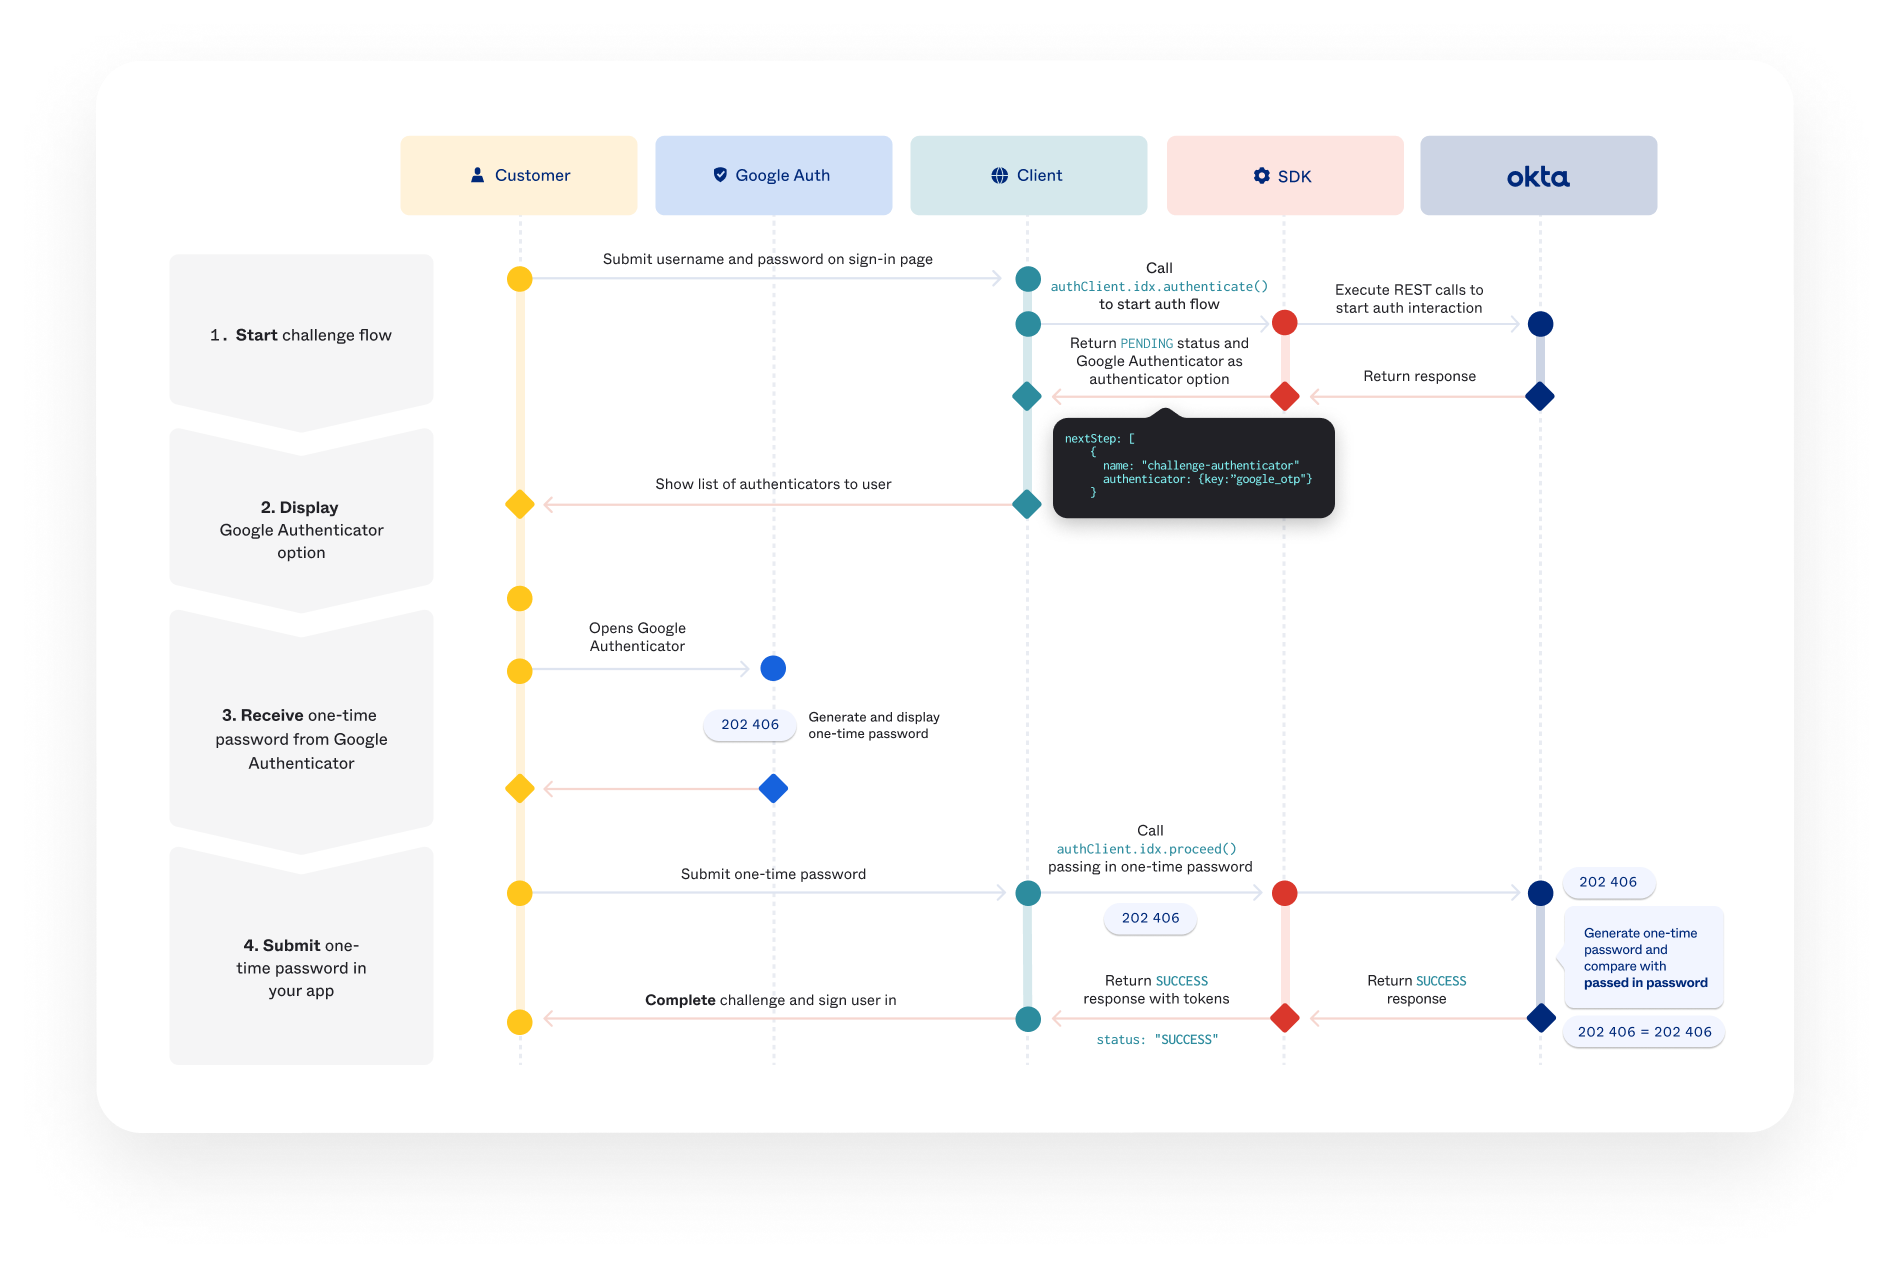 Customer
Google Auth
Client
SDK
okta
1. Start challenge flow
Submit username and password on sign-in page
Call
authClient.idx.authenticate()
to start auth flow
Execute REST calls to
start auth interaction
Return PENDING status and
Google Authenticator as
authenticator option
Return response
nextStep: [
{
name: "challenge-authenticator"
authenticator: {key:”google_otp"}
}
2. Display
Google Authenticator
option
Show list of authenticators to user
3. Receive one-time
password from Google
Authenticator
Opens Google
Authenticator
202 406
Generate and display
one-time password
4. Submit one-
time password in
your app
Submit one-time password
Call
authClient.idx.proceed()
passing in one-time password
202 406
202 406
Generate one-time
password and
compare with
passed in password
Complete challenge and sign user in
Return SUCCESS
response with tokens
status: "SUCCESS"
Return SUCCESS
response
202 406 = 202 406